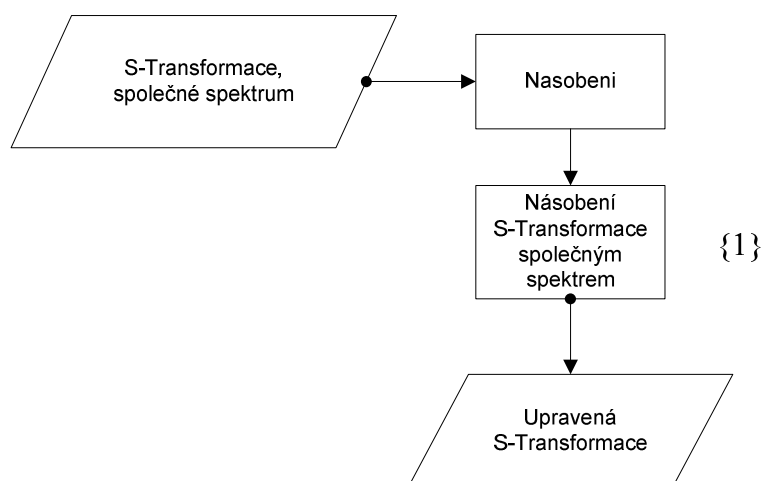 S-Transformace,
společné spektrum
Nasobeni
Násobení
S-Transformace
společným
spektrem
{1}
Upravená
S-Transformace